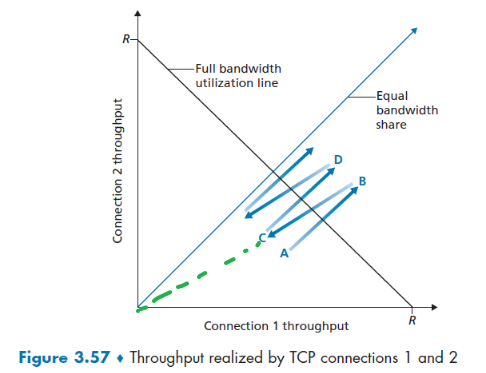 R
Full bandwidth
utilization line
Equal
bandwidth
share
Connection 2 throughput
D
B
C
A
Connection 1 throughput
R
Figure 3.57 ♦ Throughput realized by TCP connections 1 and 2